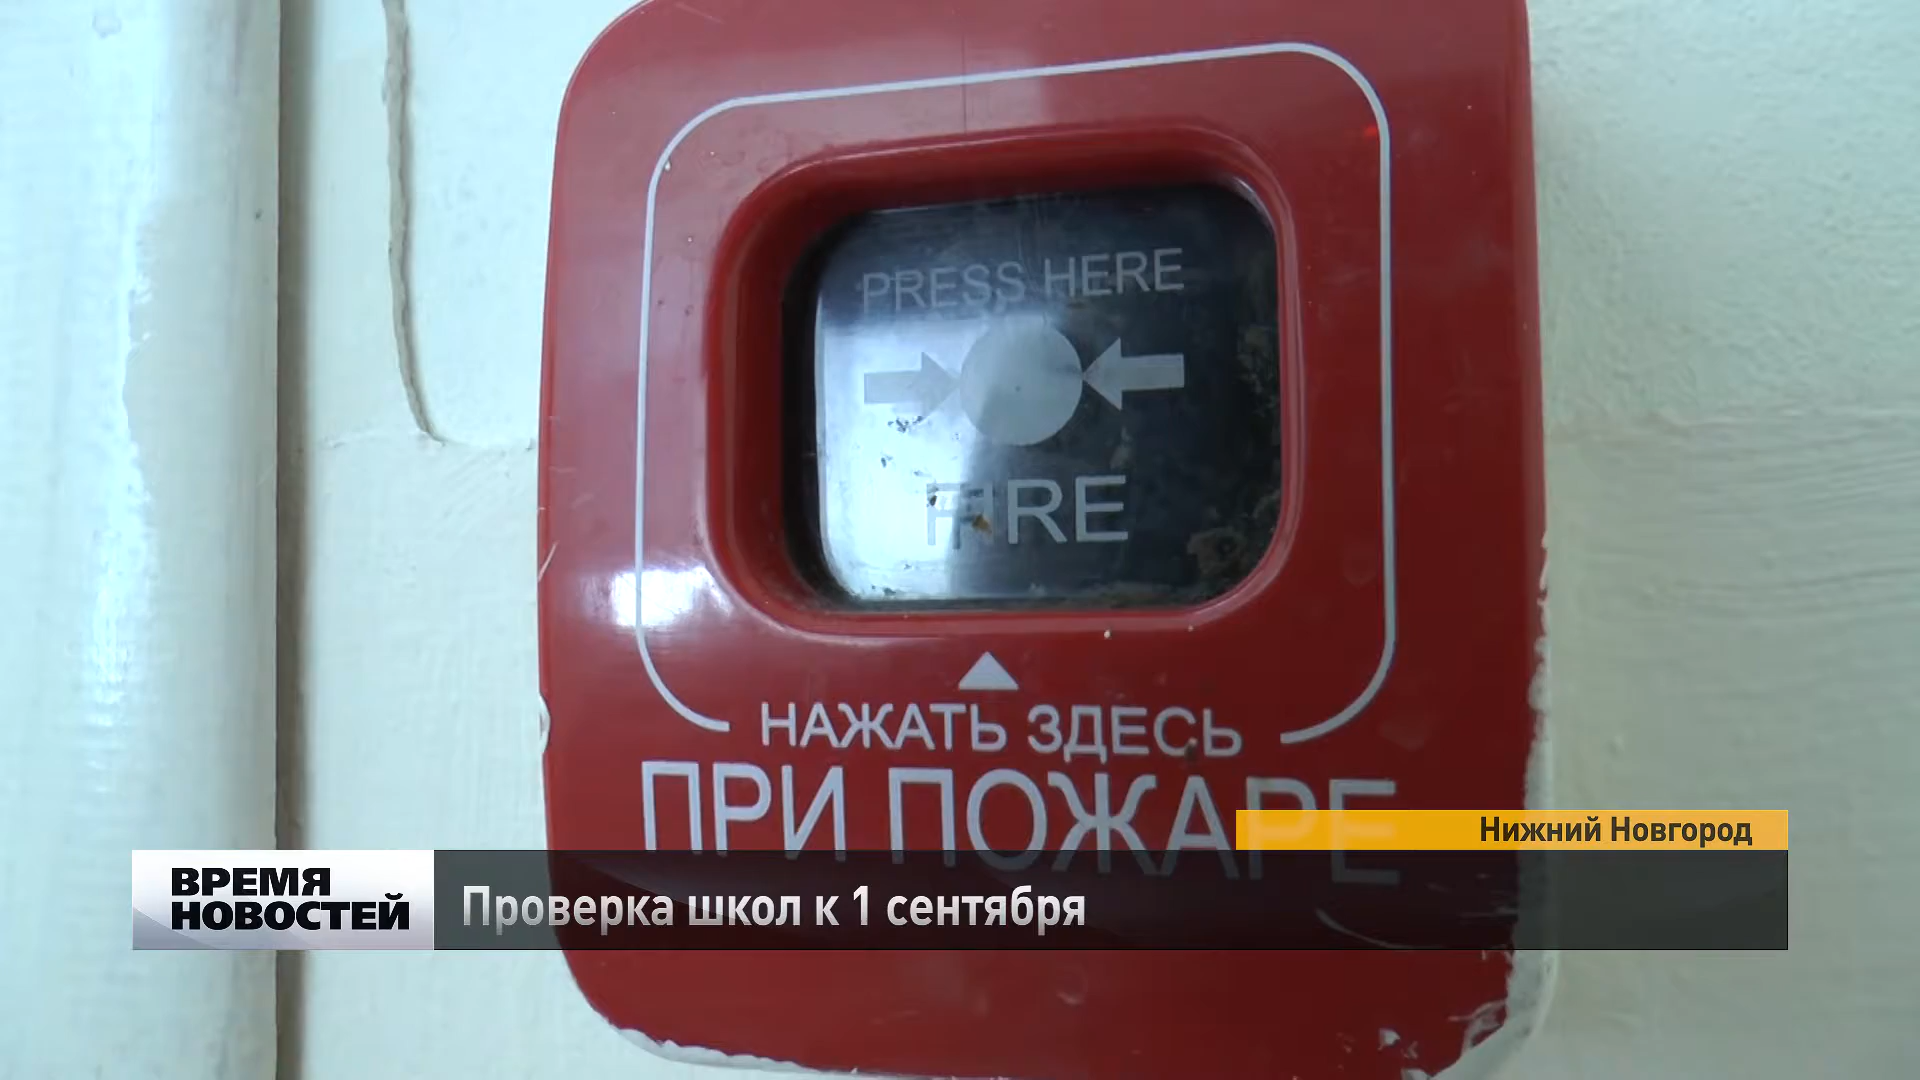 PRESS HERE
FIRE
НАЖАТЬ ЗДЕСЬ
ПРИ ПОЖАРЕ
Нижний Новгород
ВРЕМЯ
НОВОСТЕЙ
Проверка школ к 1 сентября